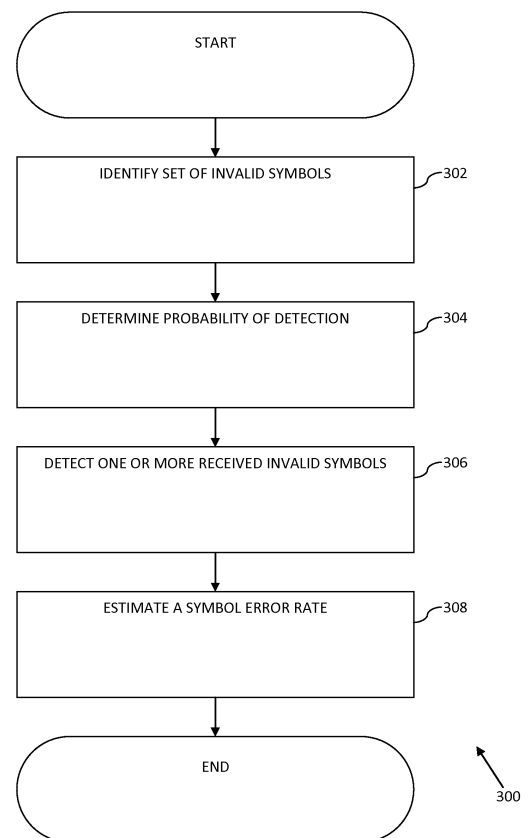 START
IDENTIFY SET OF INVALID SYMBOLS
302
DETERMINE PROBABILITY OF DETECTION
304
DETECT ONE OR MORE RECEIVED INVALID SYMBOLS
306
ESTIMATE A SYMBOL ERROR RATE
308
END
300